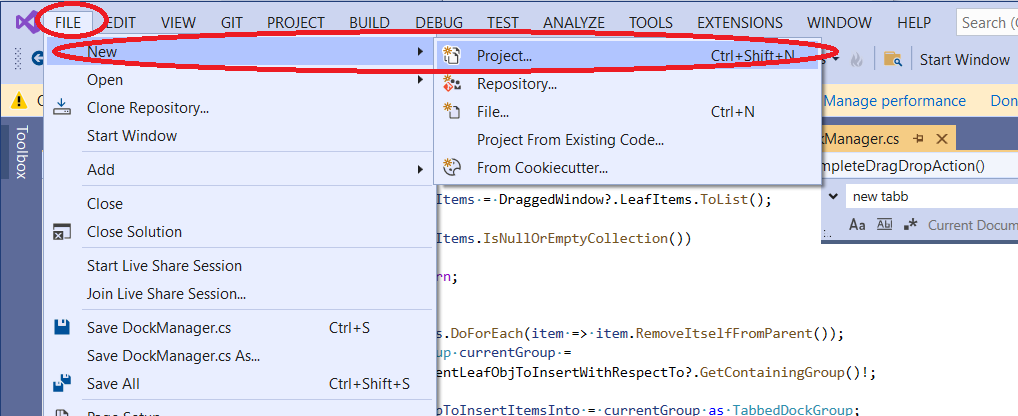 FILE EDIT VIEW GIT PROJECT BUILD DEBUG TEST ANALYZE TOOLS EXTENSIONS WINDOW HELP Search (Ctrl
New
Project... Ctrl+Shift+N
Start Window
Open
Repository...
Clone Repository...
File... Ctrl+N
Manage performance Don
Start Window
Project From Existing Code...
kManager.cs
Toolbox
Add
From Cookiecutter...
mpleteDragDropAction()
Close
Items = DraggedWindow?.LeafItems.ToList();
new tabb
Close Solution
Items.IsNullOrEmptyCollection())
Aa Ab .* Current Docum
Start Live Share Session
rn;
Join Live Share Session...
Save DockManager.cs Ctrl+S
s.DoForEach(item => item.RemoveItselfFromParent());
Save DockManager.cs As...
up currentGroup =
entLeafObjToInsertWithRespectTo?.GetContainingGroup()!;
Save All Ctrl+Shift+S
pToInsertItemsInto = currentGroup as TabbedDockGroup;